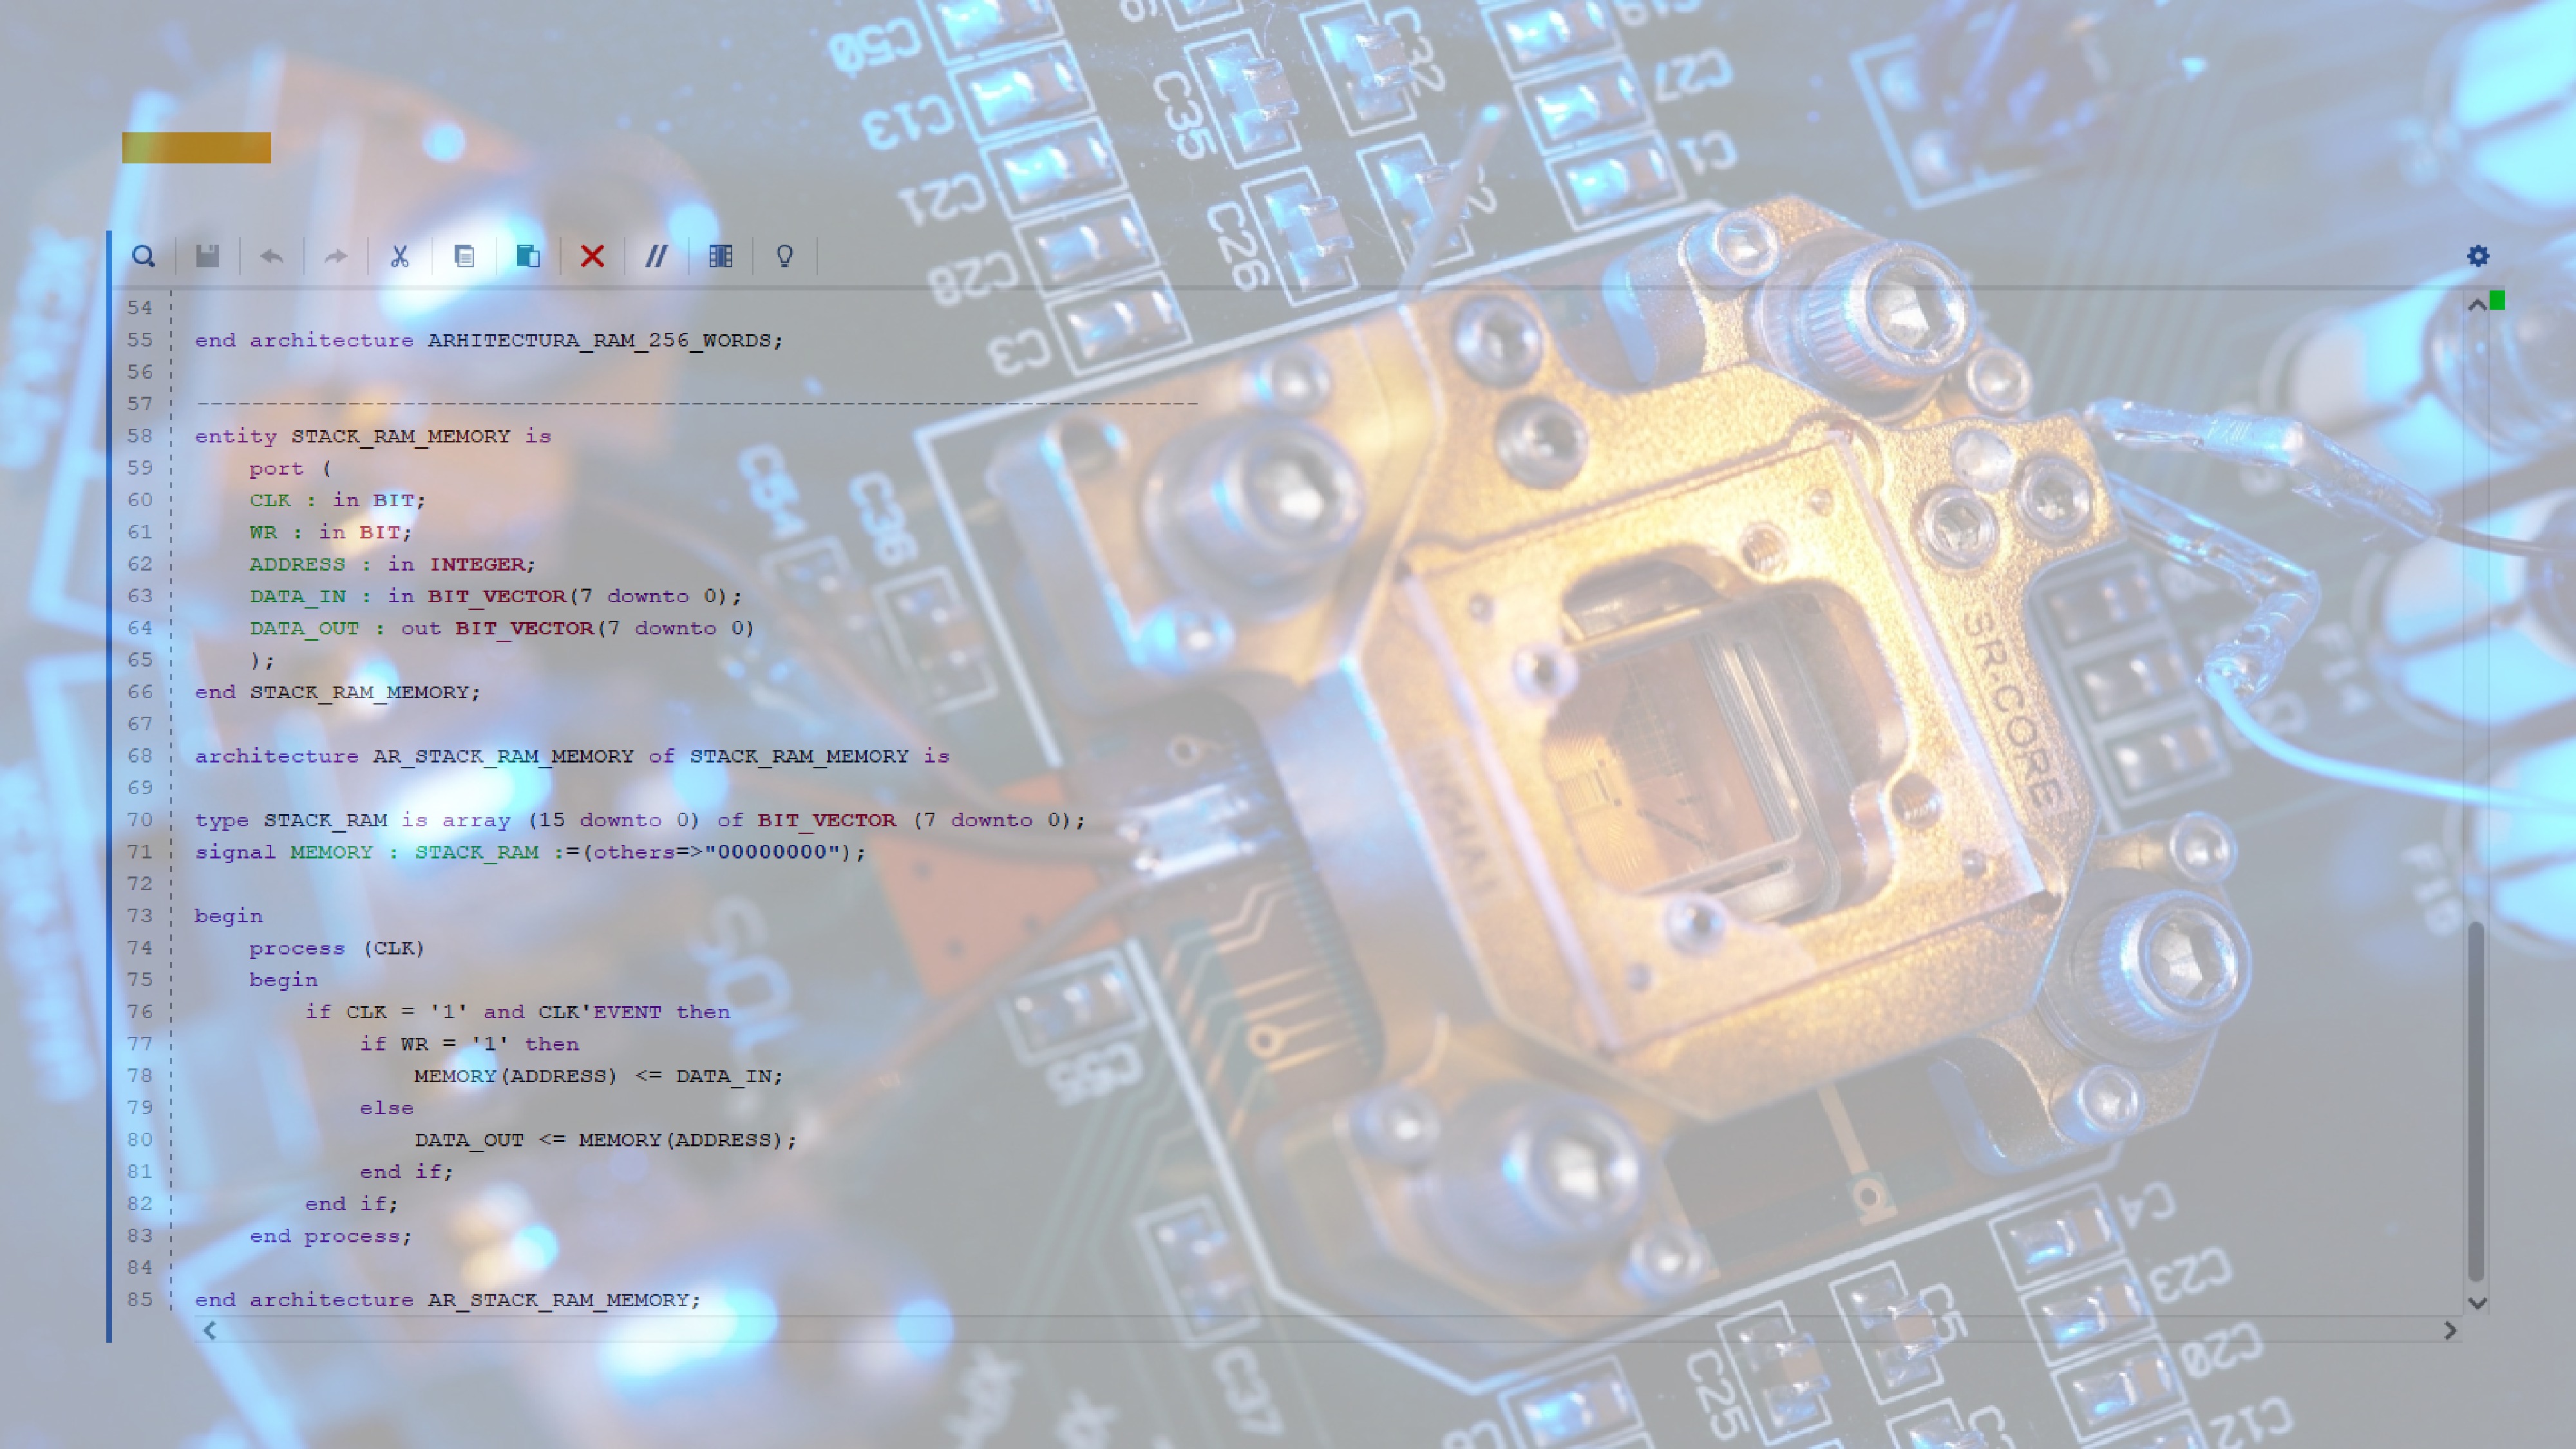 C50
C13
C21
C28
C3
C35
C26
C32
C2
C19
C27
C1
54
55 end architecture ARHITECTURA_RAM_256_WORDS;
56
57 -------------------------------------------------------------------------
58 entity STACK_RAM_MEMORY is
59 port (
60 CLK : in BIT;
61 WR : in BIT;
62 ADDRESS : in INTEGER;
63 DATA_IN : in BIT_VECTOR(7 downto 0);
64 DATA_OUT : out BIT_VECTOR(7 downto 0)
65 );
66 end STACK_RAM_MEMORY;
67
68 architecture AR_STACK_RAM_MEMORY of STACK_RAM_MEMORY is
69
70 type STACK_RAM is array (15 downto 0) of BIT_VECTOR (7 downto 0);
71 signal MEMORY : STACK_RAM :=(others=>"00000000");
72
73 begin
74 process (CLK)
75 begin
76 if CLK = '1' and CLK'EVENT then
77 if WR = '1' then
78 MEMORY(ADDRESS) <= DATA_IN;
79 else
80 DATA_OUT <= MEMORY(ADDRESS);
81 end if;
82 end if;
83 end process;
84
85 end architecture AR_STACK_RAM_MEMORY;
C54
C36
SR-CORE
F14
F15
SOL
C37
C4
C23
C20
C12
C5
C25